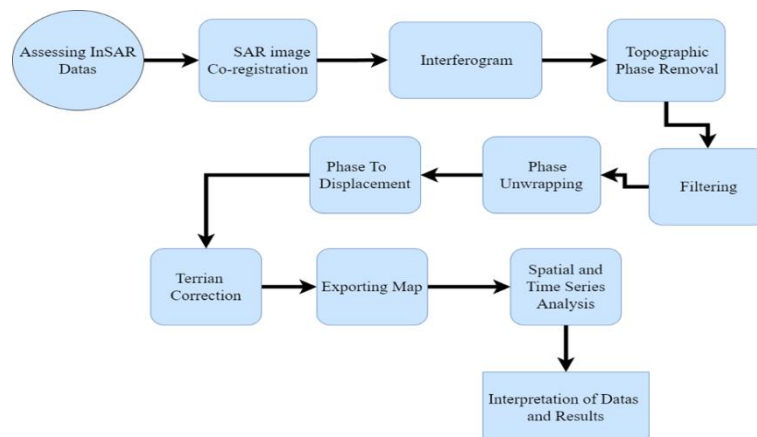 Assessing InSAR
Datas
SAR image
Co-registration
Interferogram
Topographic
Phase Removal
Filtering
Phase
Unwrapping
Phase To
Displacement
Terrian
Correction
Exporting Map
Spatial and
Time Series
Analysis
Interpretation of Datas
and Results